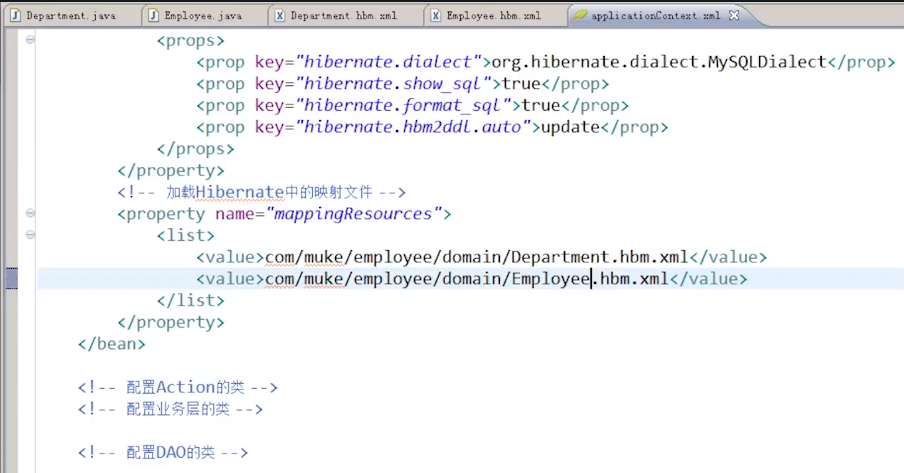 Department.java
Employee.java
Department.hbm.xml
Employee.hbm.xml
applicationContext.xml
<props>
<prop key="hibernate.dialect">org.hibernate.dialect.MySQLDialect</prop>
<prop key="hibernate.show_sql">true</prop>
<prop key="hibernate.format_sql">true</prop>
<prop key="hibernate.hbm2ddl.auto">update</prop>
</props>
</property>
<!-- 加载Hibernate中的映射文件 -->
<property name="mappingResources">
<list>
<value>com/muke/employee/domain/Department.hbm.xml</value>
<value>com/muke/employee/domain/Employee.hbm.xml</value>
</list>
</property>
</bean>
<!-- 配置Action的类 -->
<!-- 配置业务层的类 -->
<!-- 配置DAO的类 -->